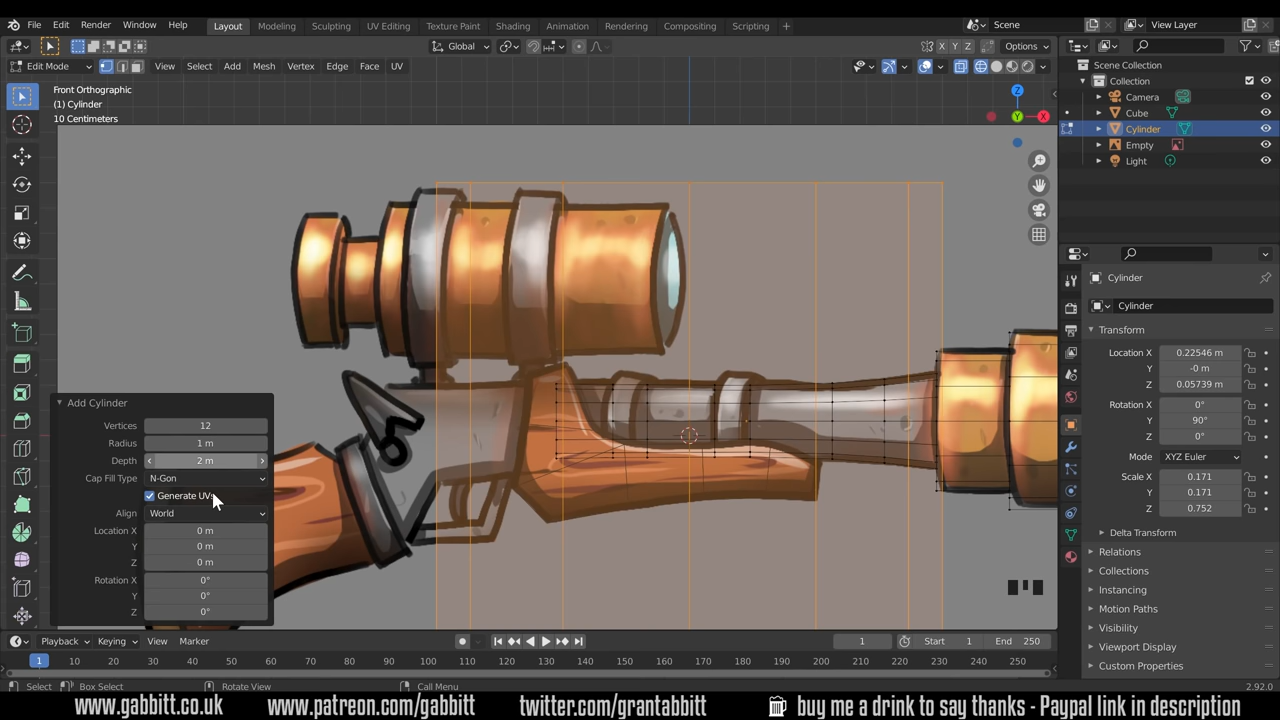 File Edit Render Window Help Layout Modeling Sculpting UV Editing Texture Paint Shading Animation Rendering Compositing Scripting + Scene View Layer
Global X Y Z Options
Edit Mode View Select Add Mesh Vertex Edge Face UV
Front Orthographic
(1) Cylinder
10 Centimeters
Z
Y
X
Scene Collection
Collection
Camera
Cube
Cylinder
Empty
Light
Cylinder
Cylinder
Transform
Location X 0.22546 m
Y -0 m
Z 0.05739 m
Rotation X 0°
Y 90°
Z 0°
Mode XYZ Euler
Scale X 0.171
Y 0.171
Z 0.752
Delta Transform
Relations
Collections
Instancing
Motion Paths
Visibility
Viewport Display
Custom Properties
Add Cylinder
Vertices 12
Radius 1 m
Depth 2 m
Cap Fill Type N-Gon
Generate UVs
Align World
Location X 0 m
Y 0 m
Z 0 m
Rotation X 0°
Y 0°
Z 0°
Playback Keying View Marker 1 Start 1 End 250
1 10 20 30 40 50 60 70 80 90 100 110 120 130 140 150 160 170 180 190 200 210 220 230 240 250
Select Box Select Rotate View Call Menu 2.92.0
www.gabbitt.co.uk www.patreon.com/gabbitt twitter.com/grantabbitt buy me a drink to say thanks - Paypal link in description